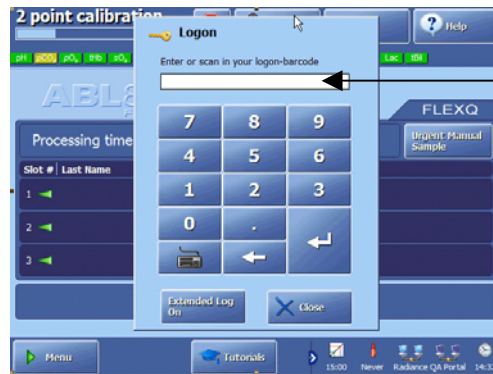 2 point calibration
Help
pH pCO₂ pO₂ tHb sO₂
Lac tBil
Logon
Enter or scan in your logon-barcode
ABL8
FLEXQ
Processing time
Urgent Manual
Sample
Slot # Last Name
1
2
3
7 8 9
4 5 6
1 2 3
0 .
Extended Log
On
Close
Menu
Tutorials
15:00 Never Radiance QA Portal 14:3